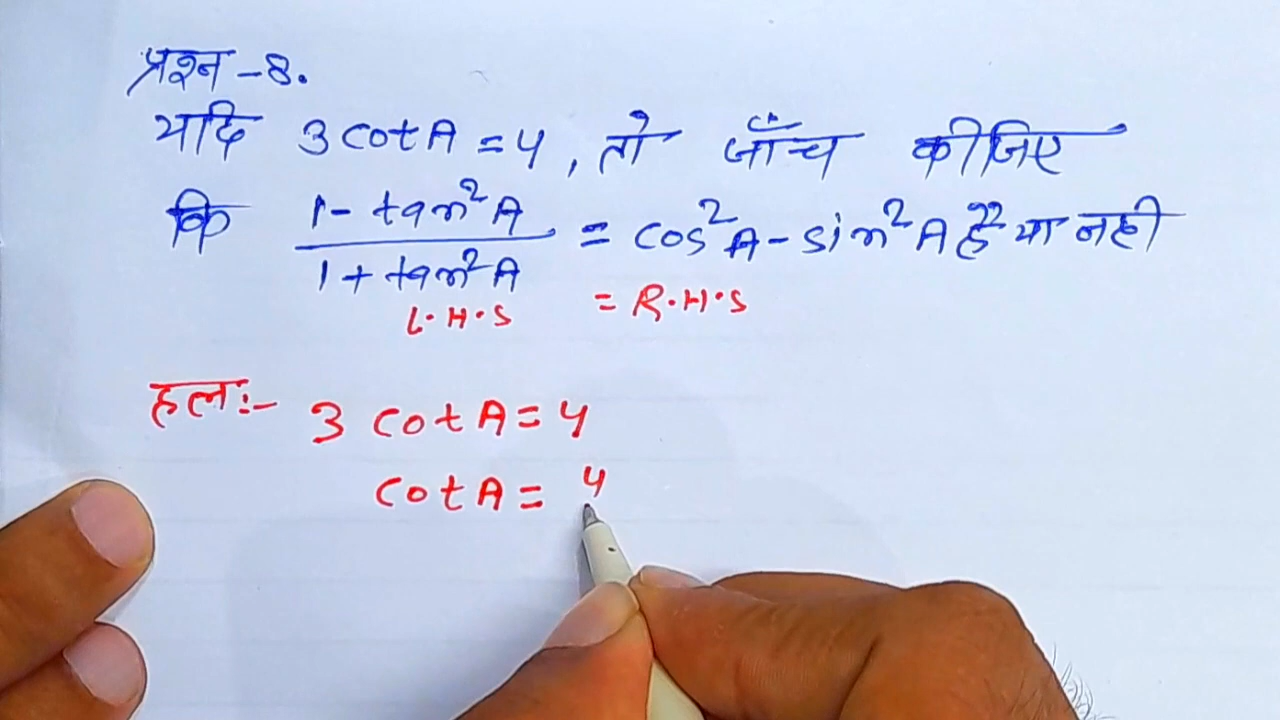 प्रश्न -8.
यदि 3 cot A = 4, तो जाँच कीजिए
कि 1 - tan²A / 1 + tan²A = cos²A - sin²A है या नही
L.H.S = R.H.S
हल:- 3 cot A = 4
cot A = 4